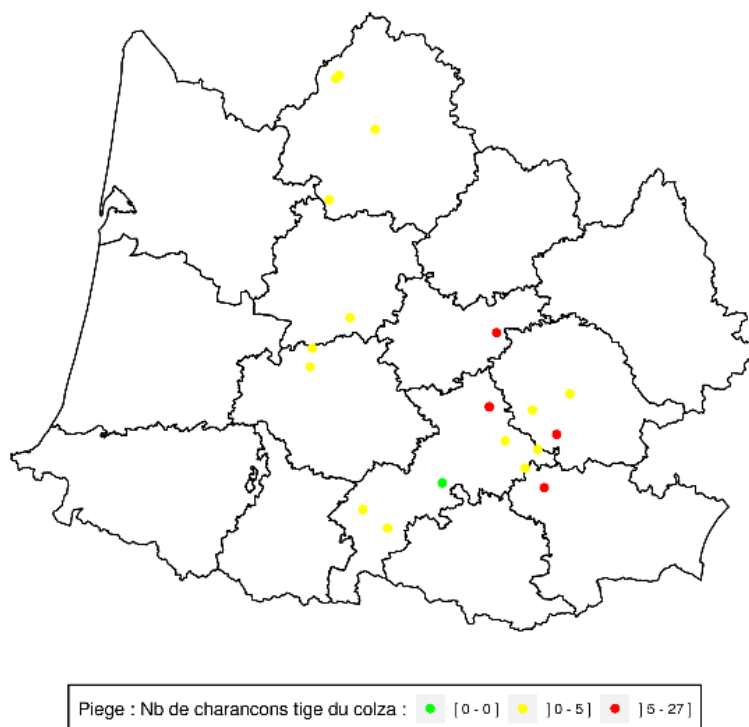 Piege : Nb de charancons tige du colza : [ 0 - 0 ] ] 0 - 5 ] ] 5 - 27 ]